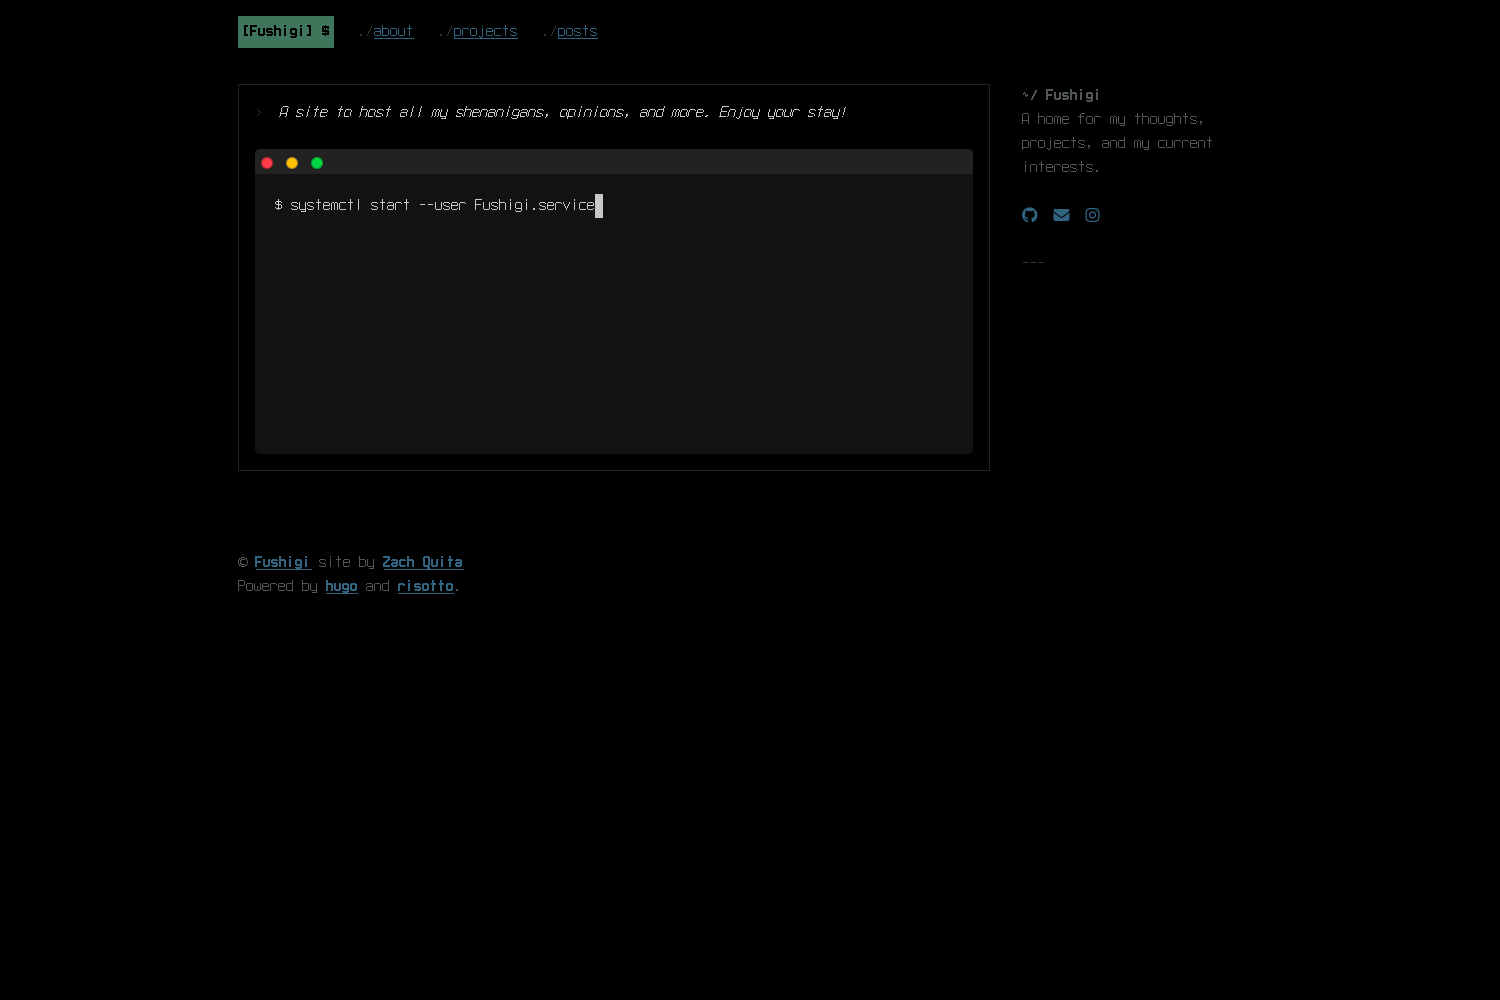 [Fushigi] $ ./about ./projects ./posts
> A site to host all my shenanigans, opinions, and more. Enjoy your stay!
$ systemctl start --user Fushigi.service
~/ Fushigi
A home for my thoughts,
projects, and my current
interests.
---
© Fushigi site by Zach Quita
Powered by hugo and risotto.